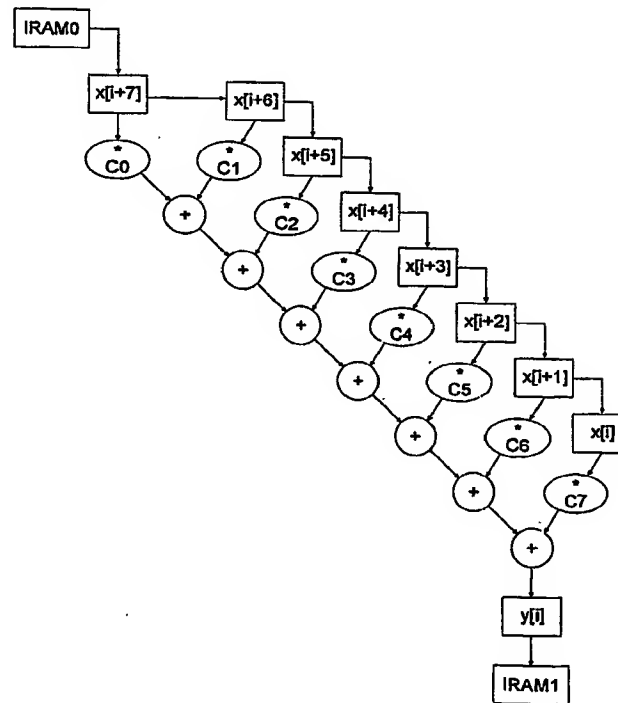 IRAM0
x[i+7]
x[i+6]
*
C0
*
C1
x[i+5]
+
*
C2
x[i+4]
+
*
C3
x[i+3]
+
*
C4
x[i+2]
+
*
C5
x[i+1]
+
*
C6
x[i]
+
*
C7
+
y[i]
IRAM1